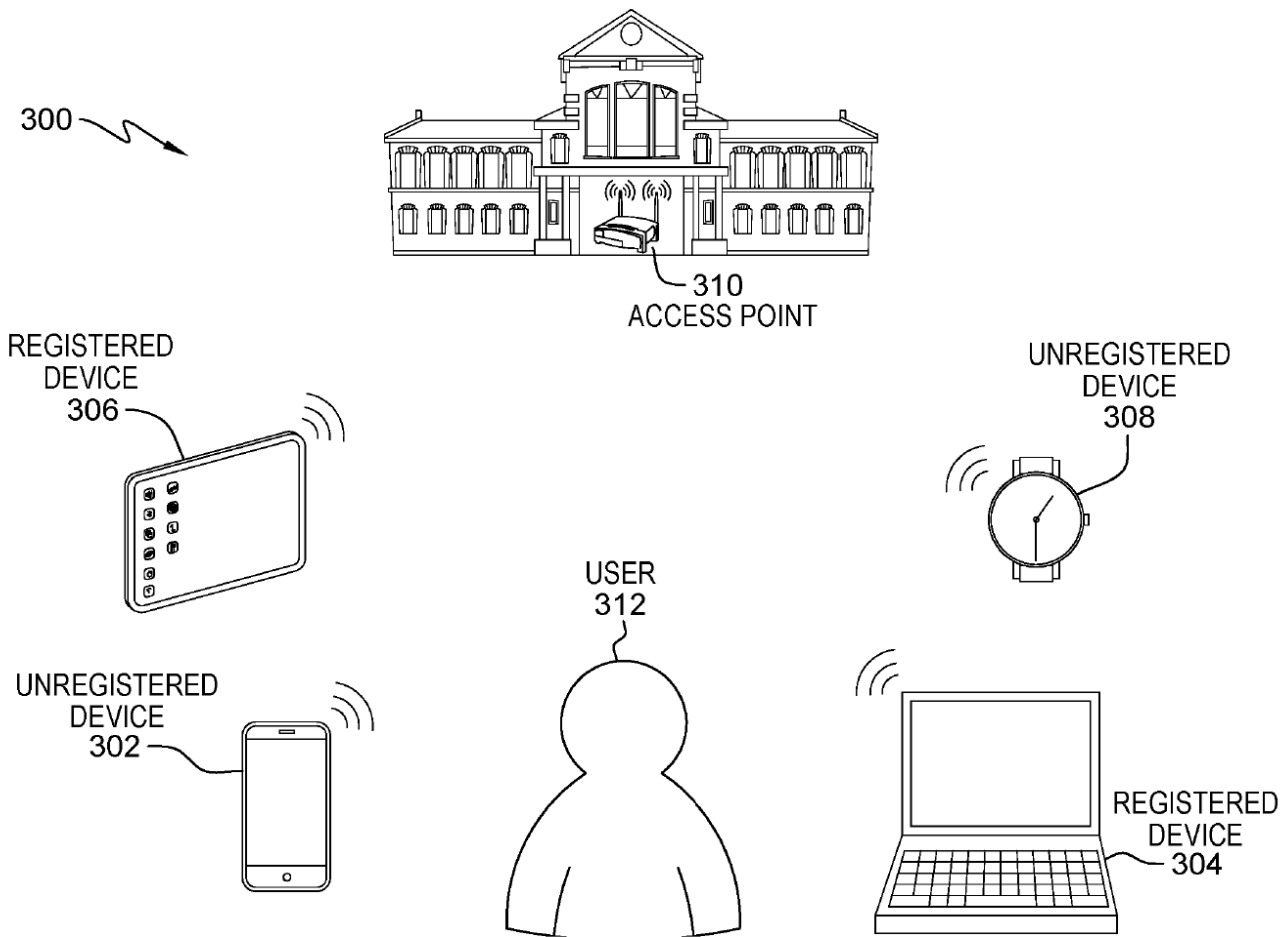 300
310
ACCESS POINT
REGISTERED
DEVICE
306
UNREGISTERED
DEVICE
308
USER
312
UNREGISTERED
DEVICE
302
REGISTERED
DEVICE
304